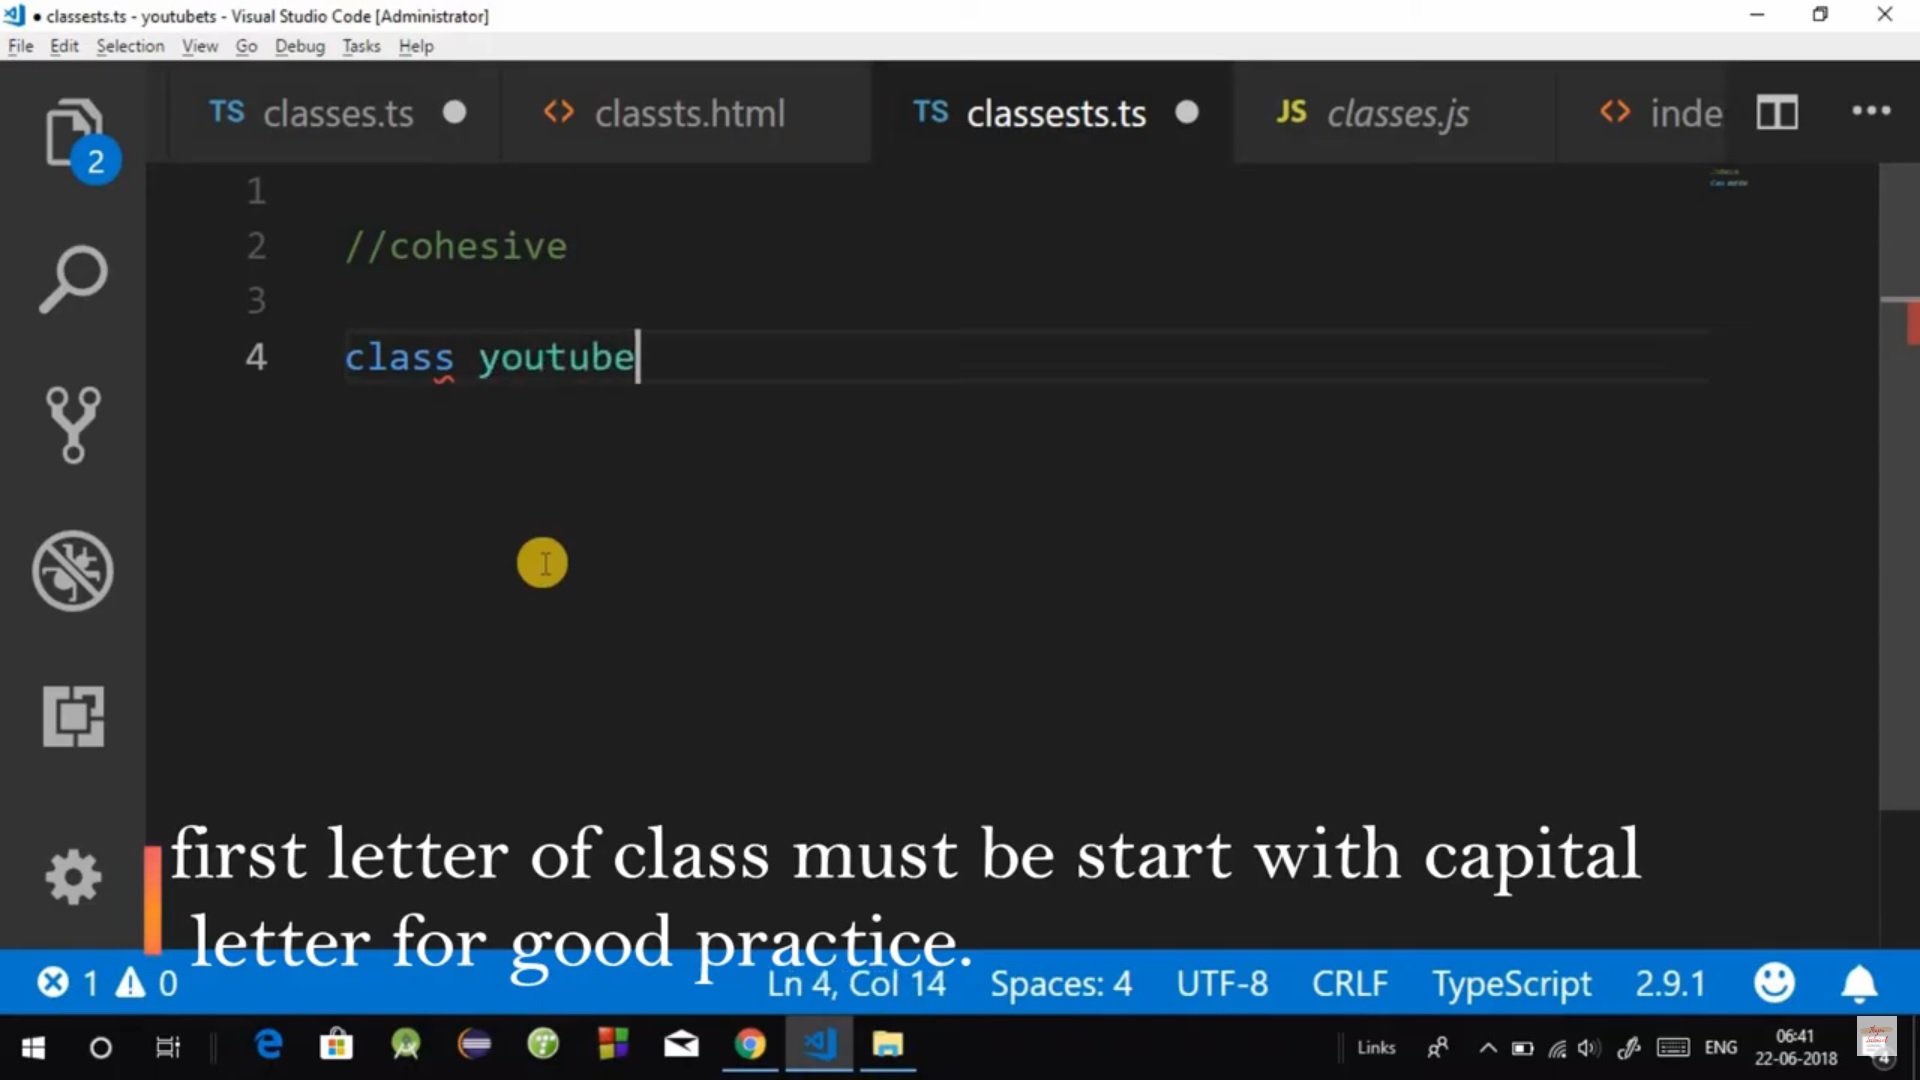 classests.ts - youtubets - Visual Studio Code [Administrator]
File Edit Selection View Go Debug Tasks Help
TS classes.ts classts.html TS classests.ts JS classes.js inde
2
1
2 //cohesive
3
4 class youtube
first letter of class must be start with capital
letter for good practice.
1 0 Ln 4, Col 14 Spaces: 4 UTF-8 CRLF TypeScript 2.9.1
Links ENG 06:41
22-06-2018
4